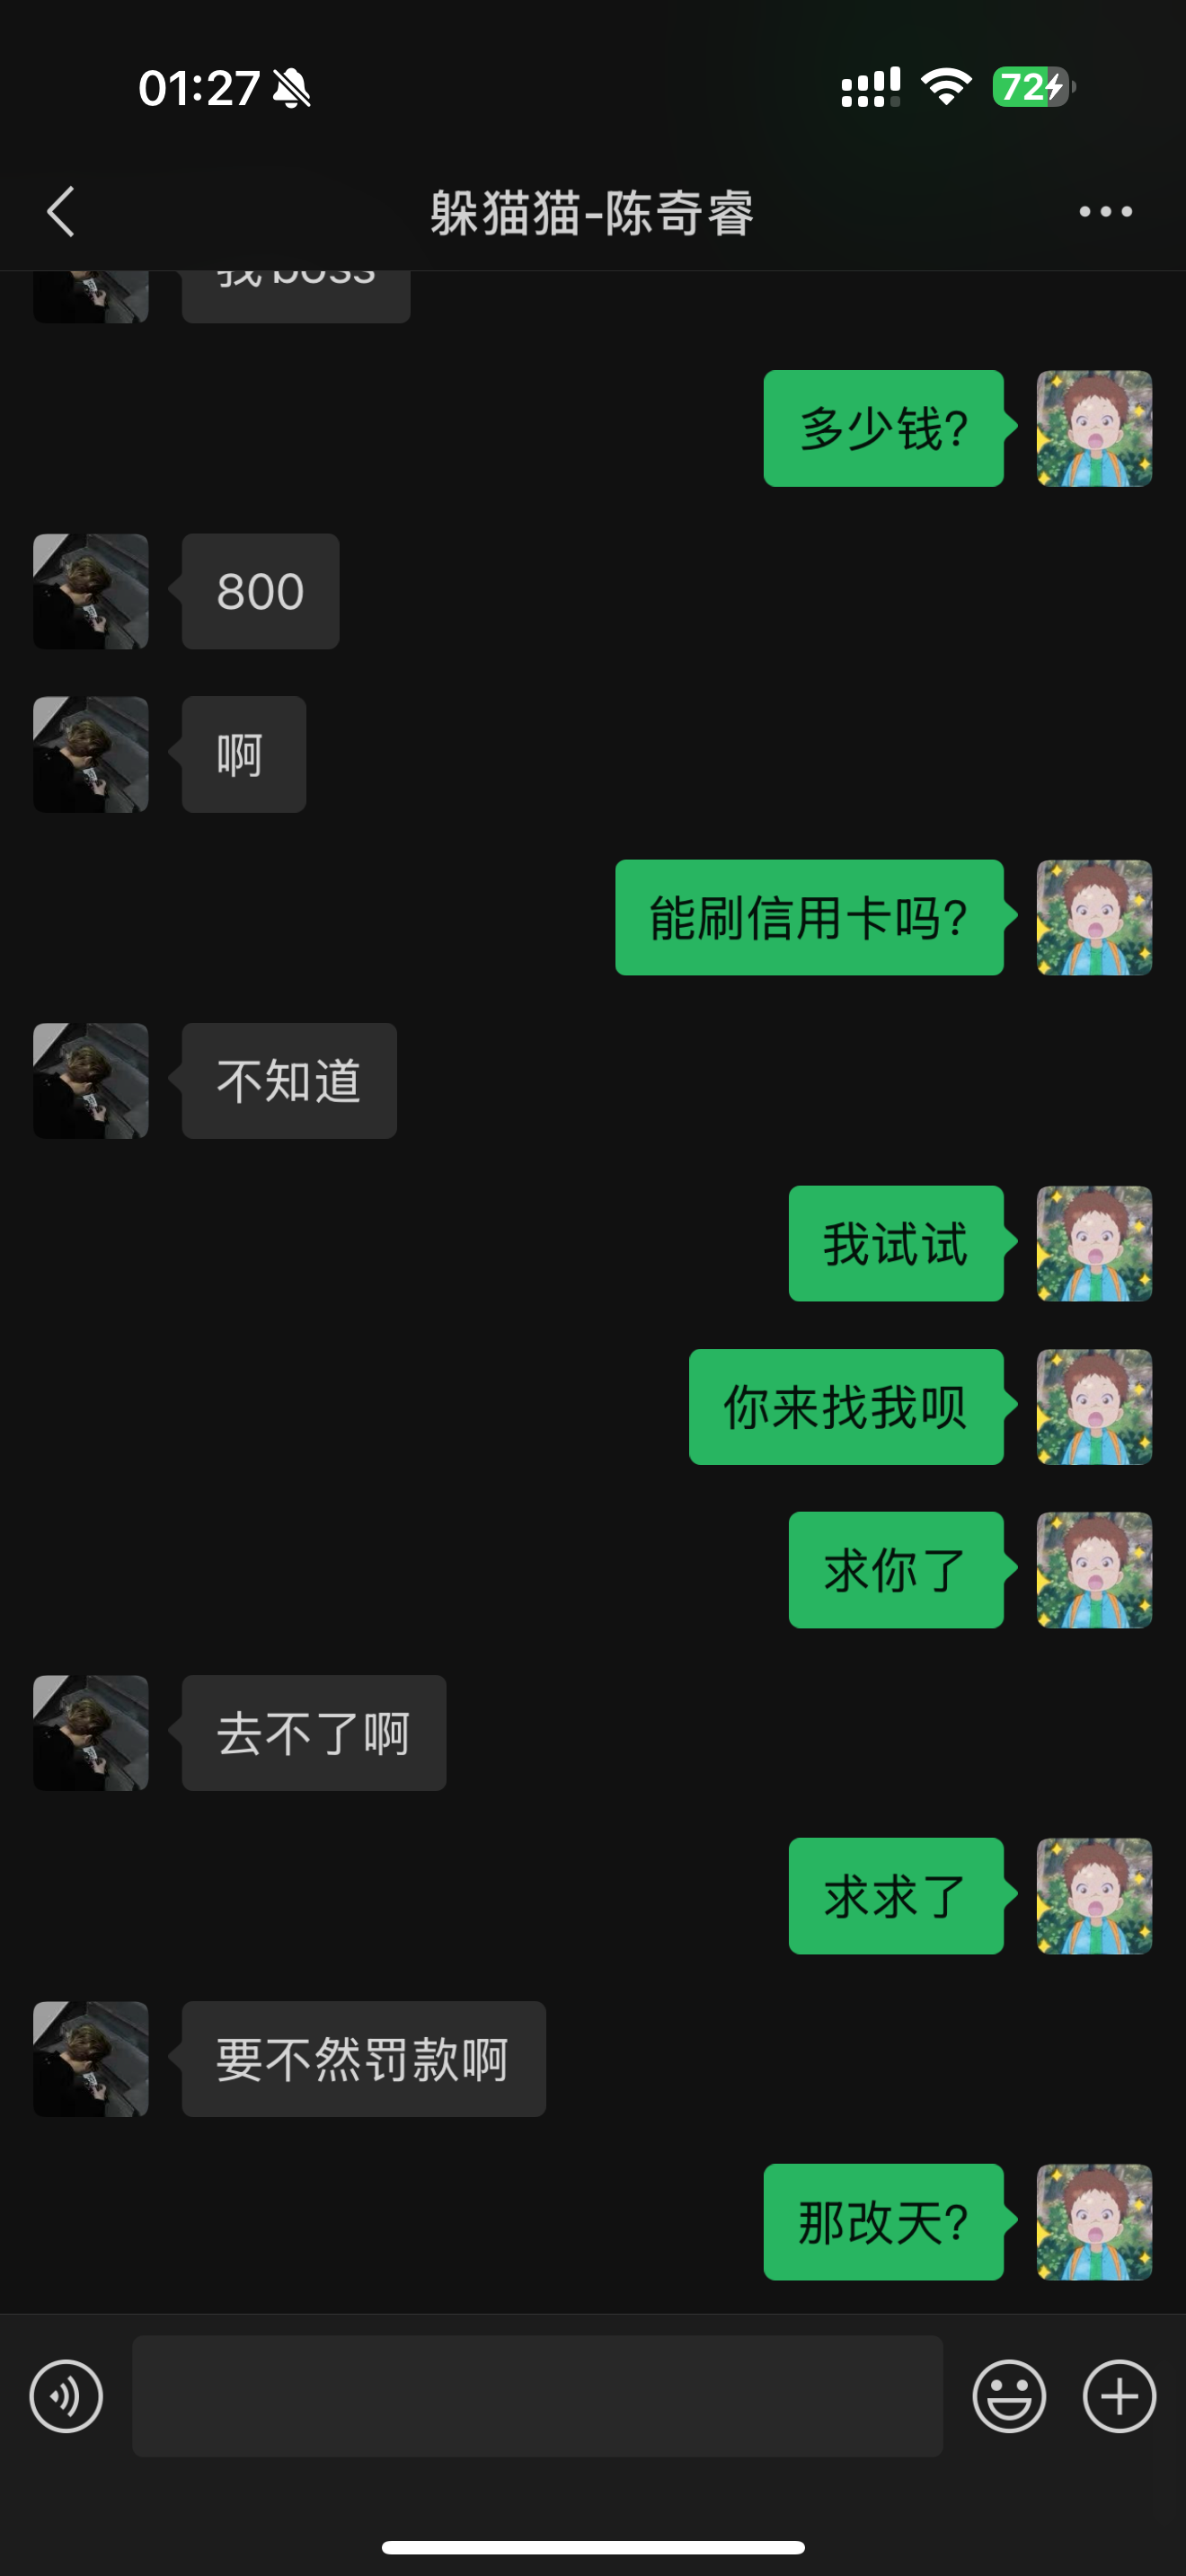 01:27
72
躲猫猫-陈奇睿
我 boss
多少钱?
800
啊
能刷信用卡吗?
不知道
我试试
你来找我呗
求你了
去不了啊
求求了
要不然罚款啊
那改天?